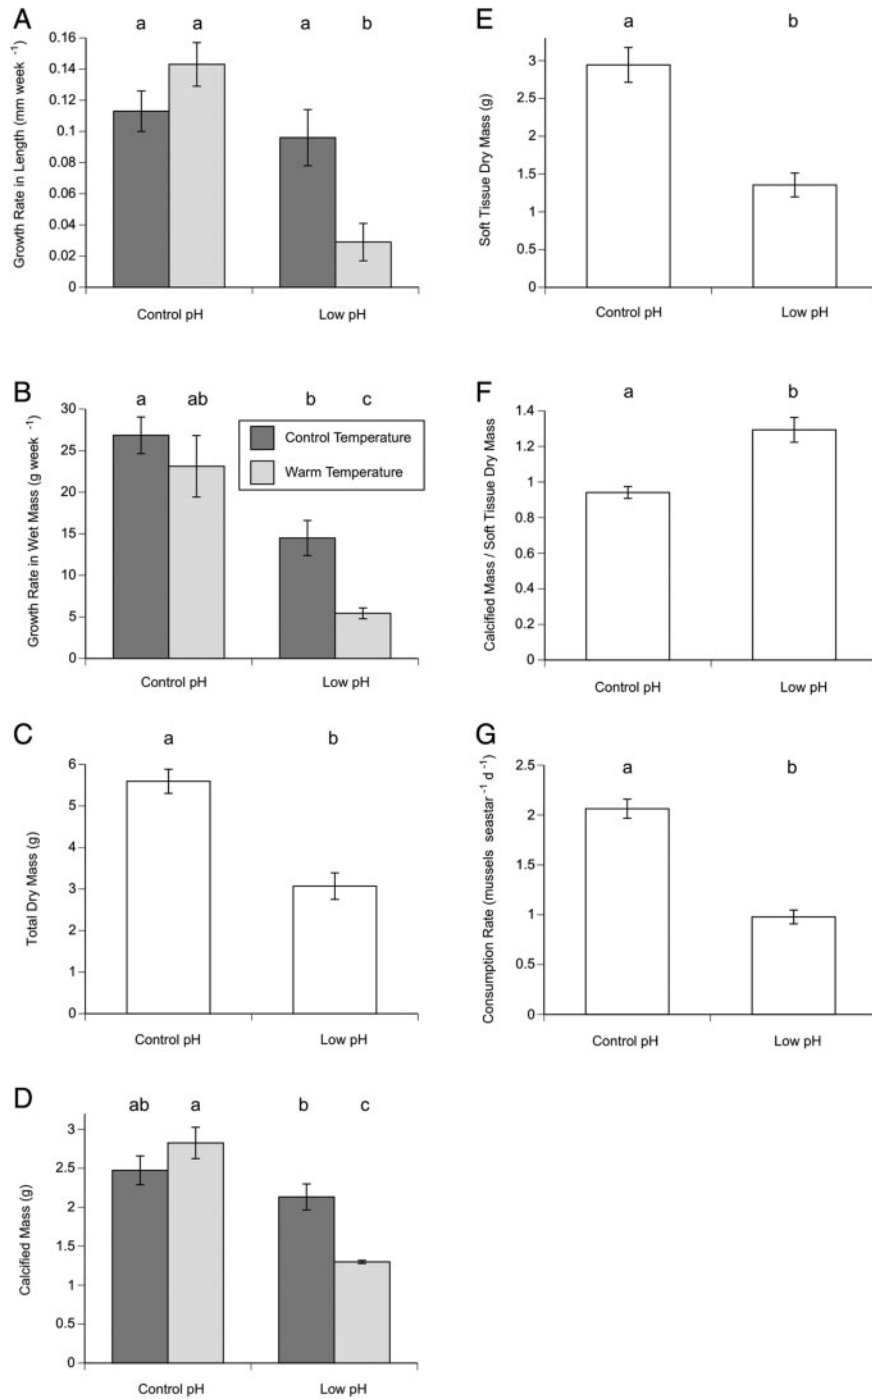 A
a a a b
0.16
0.14
0.12
0.1
0.08
0.06
0.04
0.02
0
Growth Rate in Length (mm week -1)
Control pH Low pH
B
a ab b c
30
25
20
15
10
5
0
Growth Rate in Wet Mass (g week -1)
Control Temperature
Warm Temperature
Control pH Low pH
C
a b
6
5
4
3
2
1
0
Total Dry Mass (g)
Control pH Low pH
D
ab a b c
3
2.5
2
1.5
1
0.5
0
Calcified Mass (g)
Control pH Low pH
E
a b
3
2.5
2
1.5
1
0.5
0
Soft Tissue Dry Mass (g)
Control pH Low pH
F
a b
1.4
1.2
1
0.8
0.6
0.4
0.2
0
Calcified Mass / Soft Tissue Dry Mass
Control pH Low pH
G
a b
2.5
2
1.5
1
0.5
0
Consumption Rate (mussels seastar -1 d -1)
Control pH Low pH